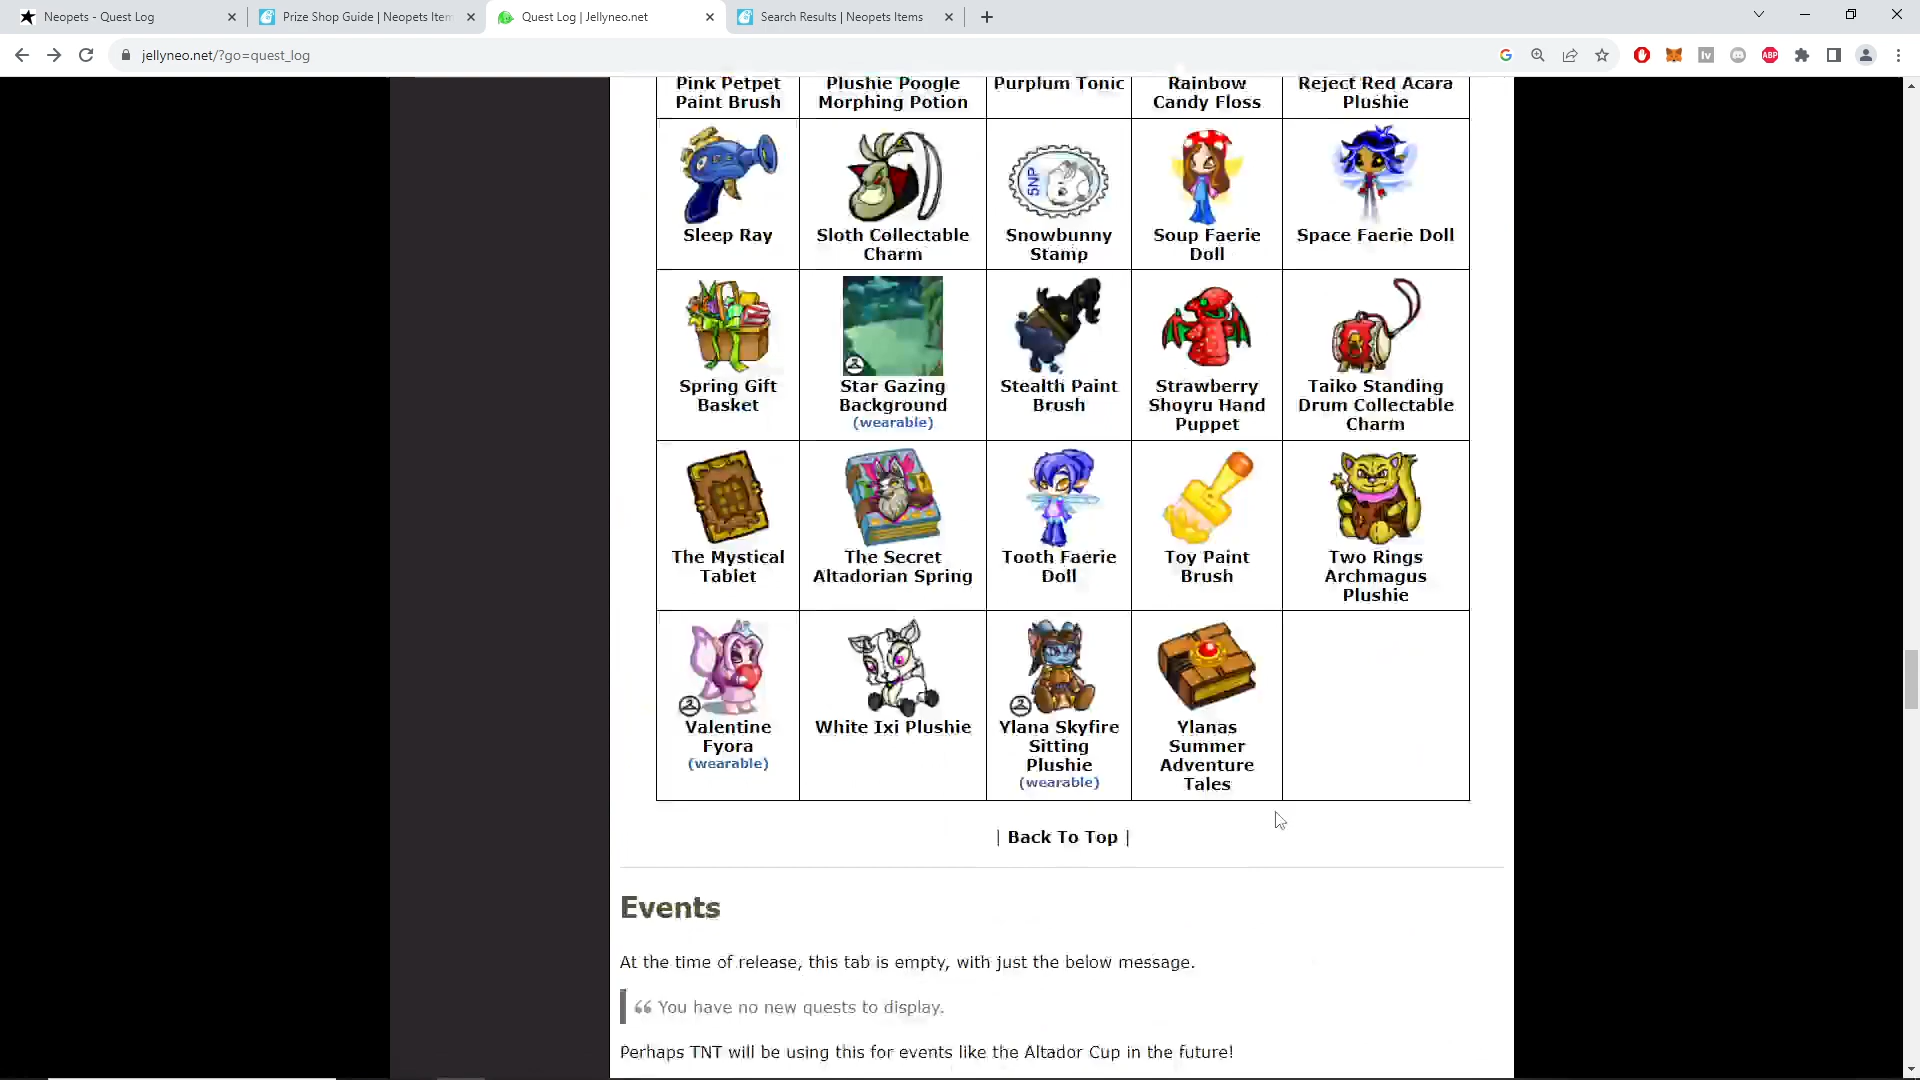 Neopets - Quest Log
Prize Shop Guide | Neopets Item
Quest Log | Jellyneo.net
Search Results | Neopets Items
jellyneo.net/?go=quest_log
G
lv
ABP
Pink Petpet
Paint Brush
Plushie Poogle
Morphing Potion
Purplum Tonic
Rainbow
Candy Floss
Reject Red Acara
Plushie
Sleep Ray
Sloth Collectable
Charm
5NP
Snowbunny
Stamp
Soup Faerie
Doll
Space Faerie Doll
Spring Gift
Basket
Star Gazing
Background
(wearable)
Stealth Paint
Brush
Strawberry
Shoyru Hand
Puppet
Taiko Standing
Drum Collectable
Charm
The Mystical
Tablet
The Secret
Altadorian Spring
Tooth Faerie
Doll
Toy Paint
Brush
Two Rings
Archmagus
Plushie
Valentine
Fyora
(wearable)
White Ixi Plushie
Ylana Skyfire
Sitting
Plushie
(wearable)
Ylanas
Summer
Adventure
Tales
| Back To Top |
Events
At the time of release, this tab is empty, with just the below message.
❝ You have no new quests to display.
Perhaps TNT will be using this for events like the Altador Cup in the future!